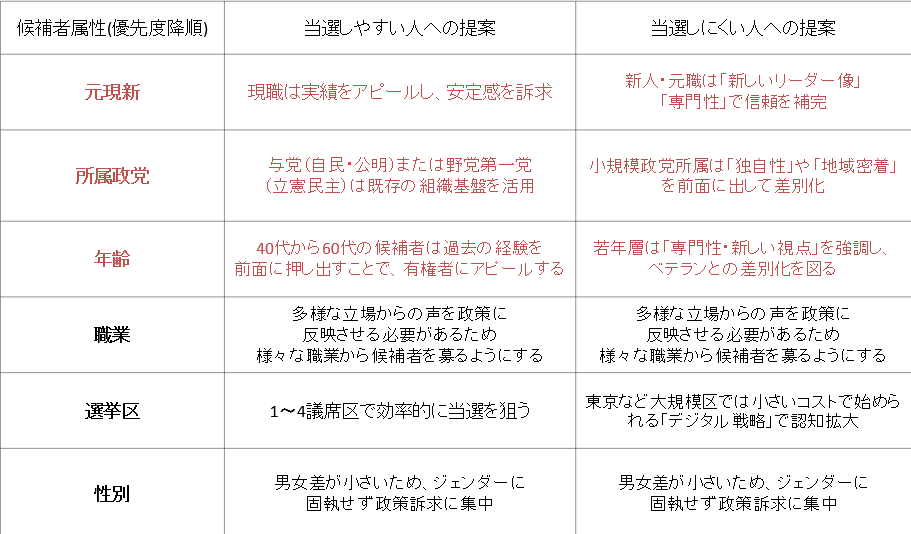 候補者属性(優先度降順)
当選しやすい人への提案
当選しにくい人への提案
元現新
現職は実績をアピールし、安定感を訴求
新人・元職は「新しいリーダー像」
「専門性」で信頼を補完
所属政党
与党（自民・公明）または野党第一党
（立憲民主）は既存の組織基盤を活用
小規模政党所属は「独自性」や「地域密着」
を前面に出して差別化
年齢
40代から60代の候補者は過去の経験を
前面に押し出すことで、有権者にアピールする
若年層は「専門性・新しい視点」を強調し、
ベテランとの差別化を図る
職業
多様な立場からの声を政策に
反映させる必要があるため
様々な職業から候補者を募るようにする
多様な立場からの声を政策に
反映させる必要があるため
様々な職業から候補者を募るようにする
選挙区
1～4議席区で効率的に当選を狙う
東京など大規模区では小さいコストで始めら
れる「デジタル戦略」で認知拡大
性別
男女差が小さいため、ジェンダーに
固執せず政策訴求に集中
男女差が小さいため、ジェンダーに
固執せず政策訴求に集中